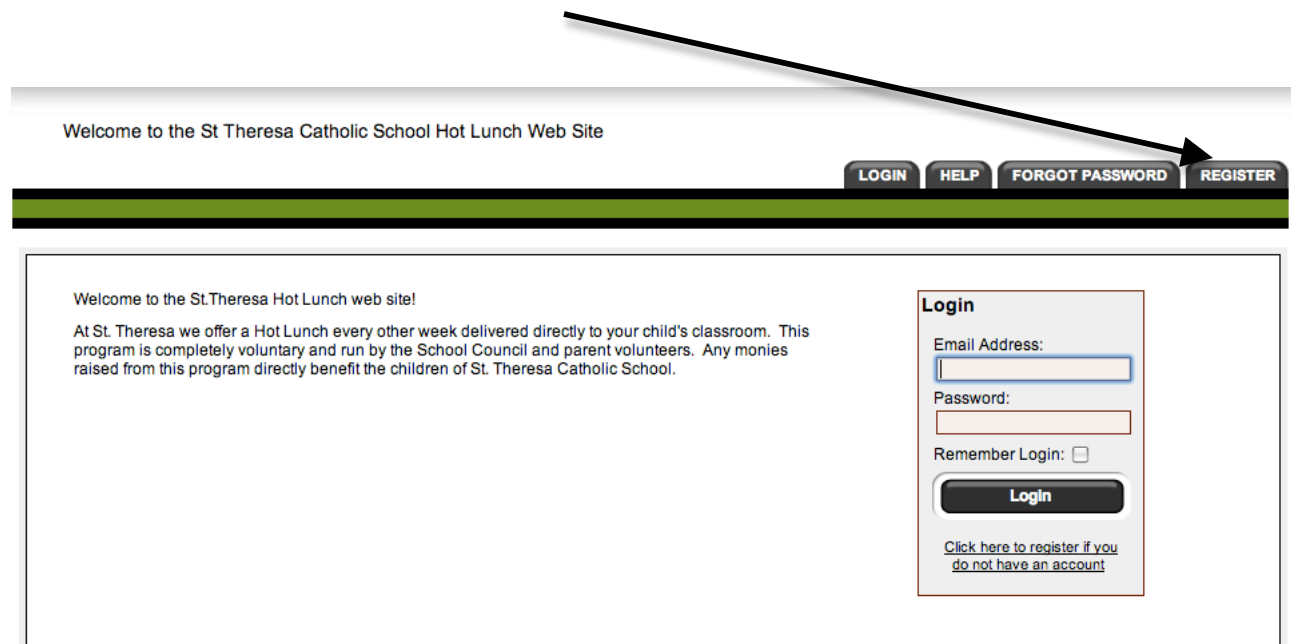 Welcome to the St Theresa Catholic School Hot Lunch Web Site
LOGIN HELP FORGOT PASSWORD REGISTER
Welcome to the St.Theresa Hot Lunch web site!
At St. Theresa we offer a Hot Lunch every other week delivered directly to your child's classroom. This
program is completely voluntary and run by the School Council and parent volunteers. Any monies
raised from this program directly benefit the children of St. Theresa Catholic School.
Login
Email Address:
Password:
Remember Login:
Login
Click here to register if you
do not have an account